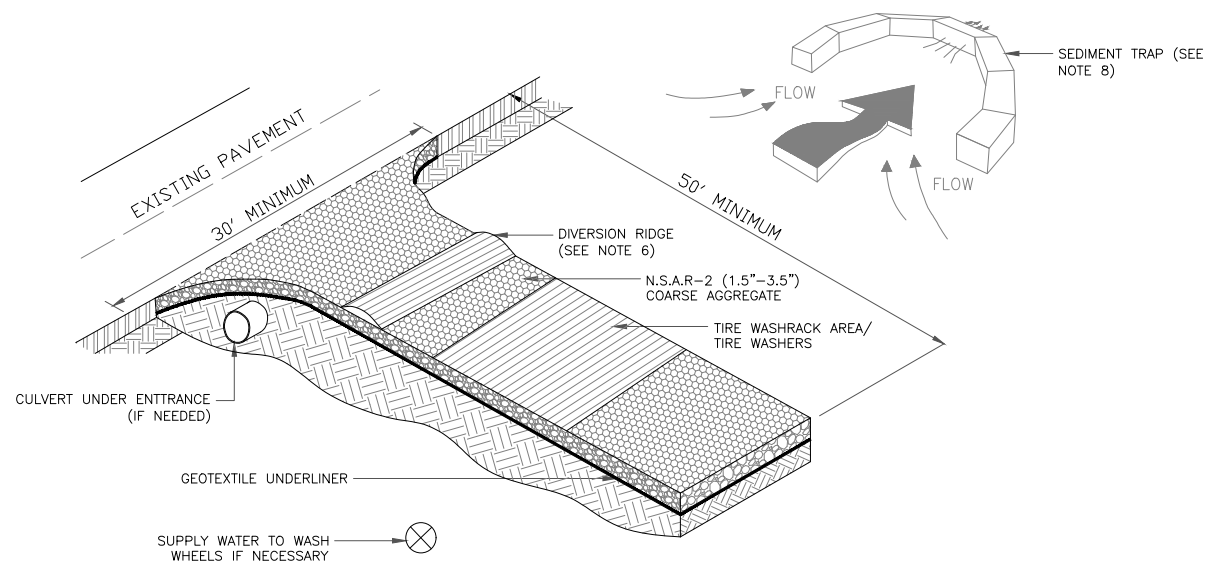 SEDIMENT TRAP (SEE
NOTE 8)
FLOW
FLOW
EXISTING PAVEMENT
30' MINIMUM
50' MINIMUM
DIVERSION RIDGE
(SEE NOTE 6)
N.S.A.R-2 (1.5"-3.5")
COARSE AGGREGATE
TIRE WASHRACK AREA/
TIRE WASHERS
CULVERT UNDER ENTTRANCE
(IF NEEDED)
GEOTEXTILE UNDERLINER
SUPPLY WATER TO WASH
WHEELS IF NECESSARY